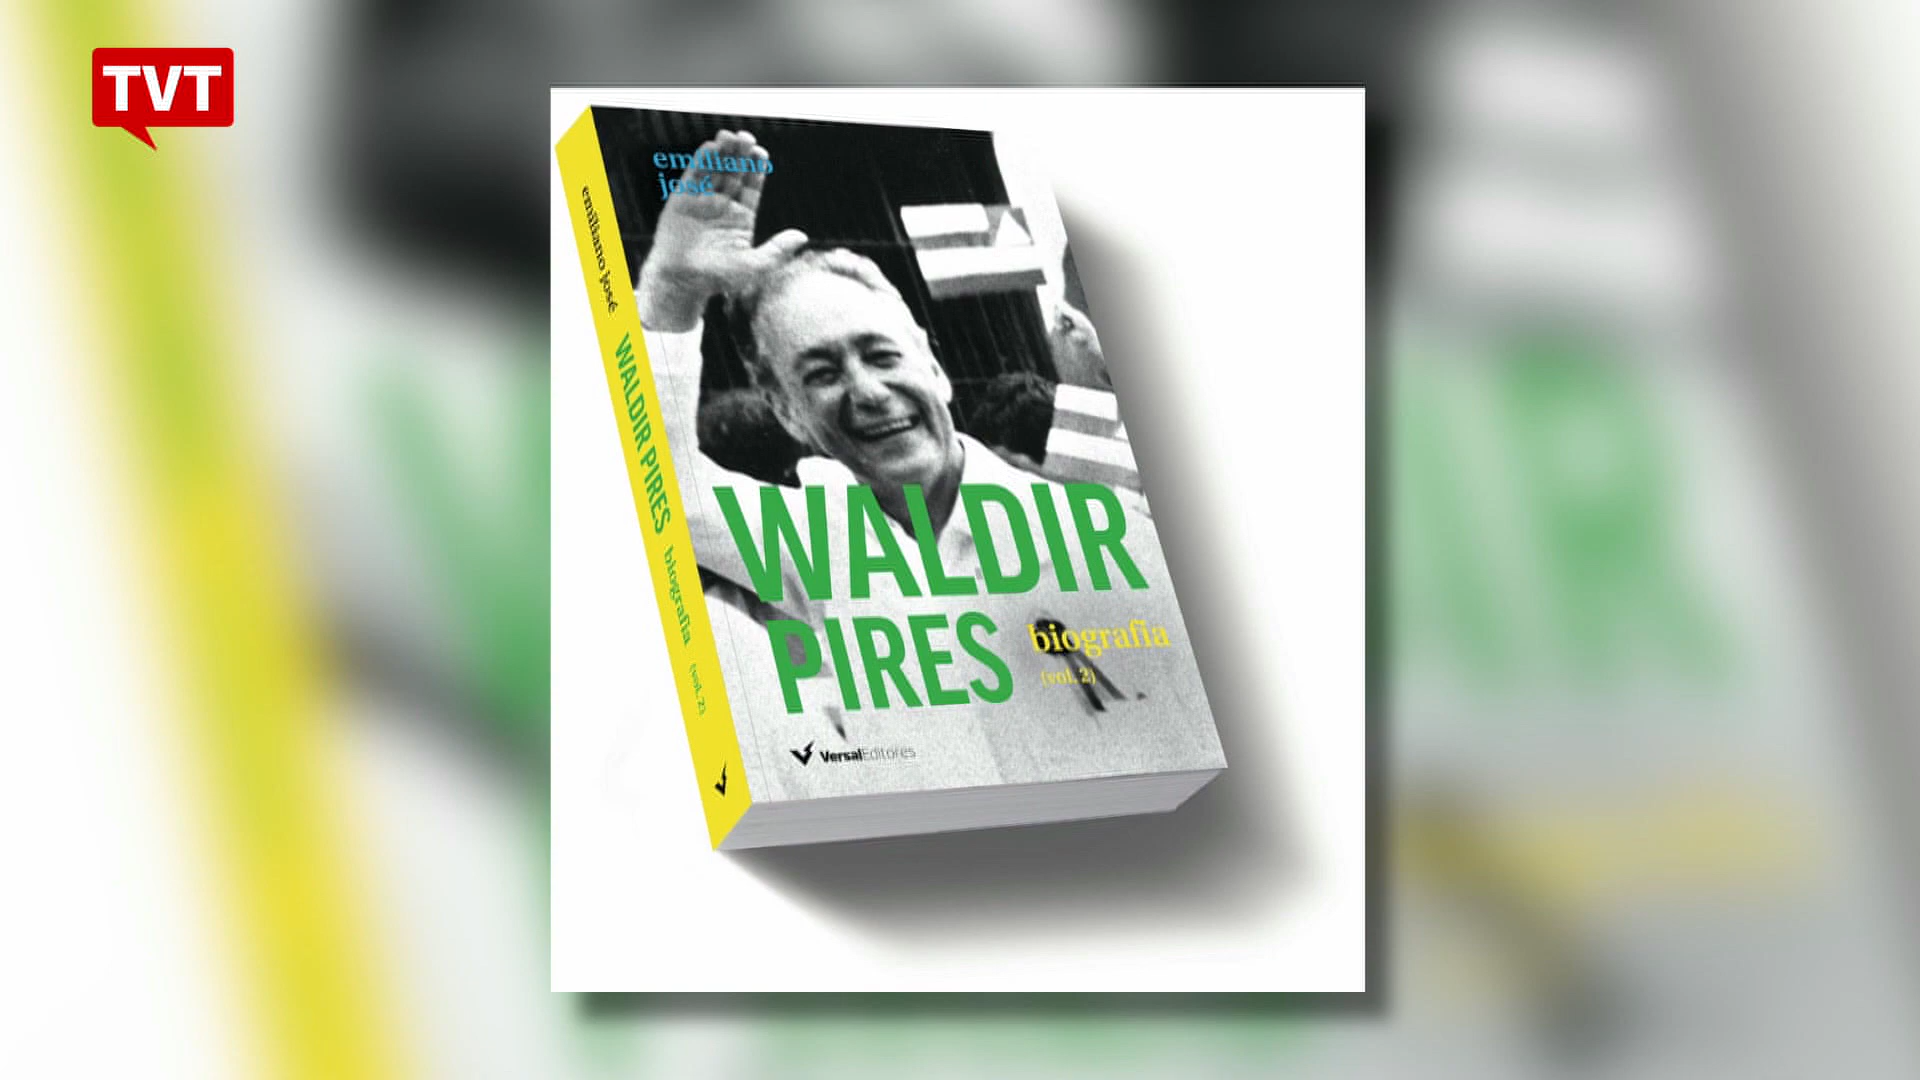 TVT
emiliano
josé
emiliano josé WALDIR PIRES biografia (vol. 2)
WALDIR
PIRES
biografia
(vol. 2)
VersalEditores